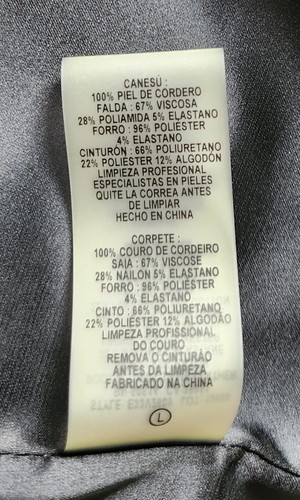 CANESÚ :
100% PIEL DE CORDERO
FALDA : 67% VISCOSA
28% POLIAMIDA 5% ELASTANO
FORRO : 96% POLIÉSTER
4% ELASTANO
CINTURÓN : 66% POLIURETANO
22% POLIESTER 12% ALGODÓN
LIMPIEZA PROFESIONAL
ESPECIALISTAS EN PIELES
QUITE LA CORREA ANTES
DE LIMPIAR
HECHO EN CHINA
CORPETE :
100% COURO DE CORDEIRO
SAIA : 67% VISCOSE
28% NÁILON 5% ELASTANO
FORRO : 96% POLIÉSTER
4% ELASTANO
CINTO : 66% POLIURETANO
22% POLIÉSTER 12% ALGODÃO
LIMPEZA PROFISSIONAL
DO COURO
REMOVA O CINTURÃO
ANTES DA LIMPEZA
FABRICADO NA CHINA
L